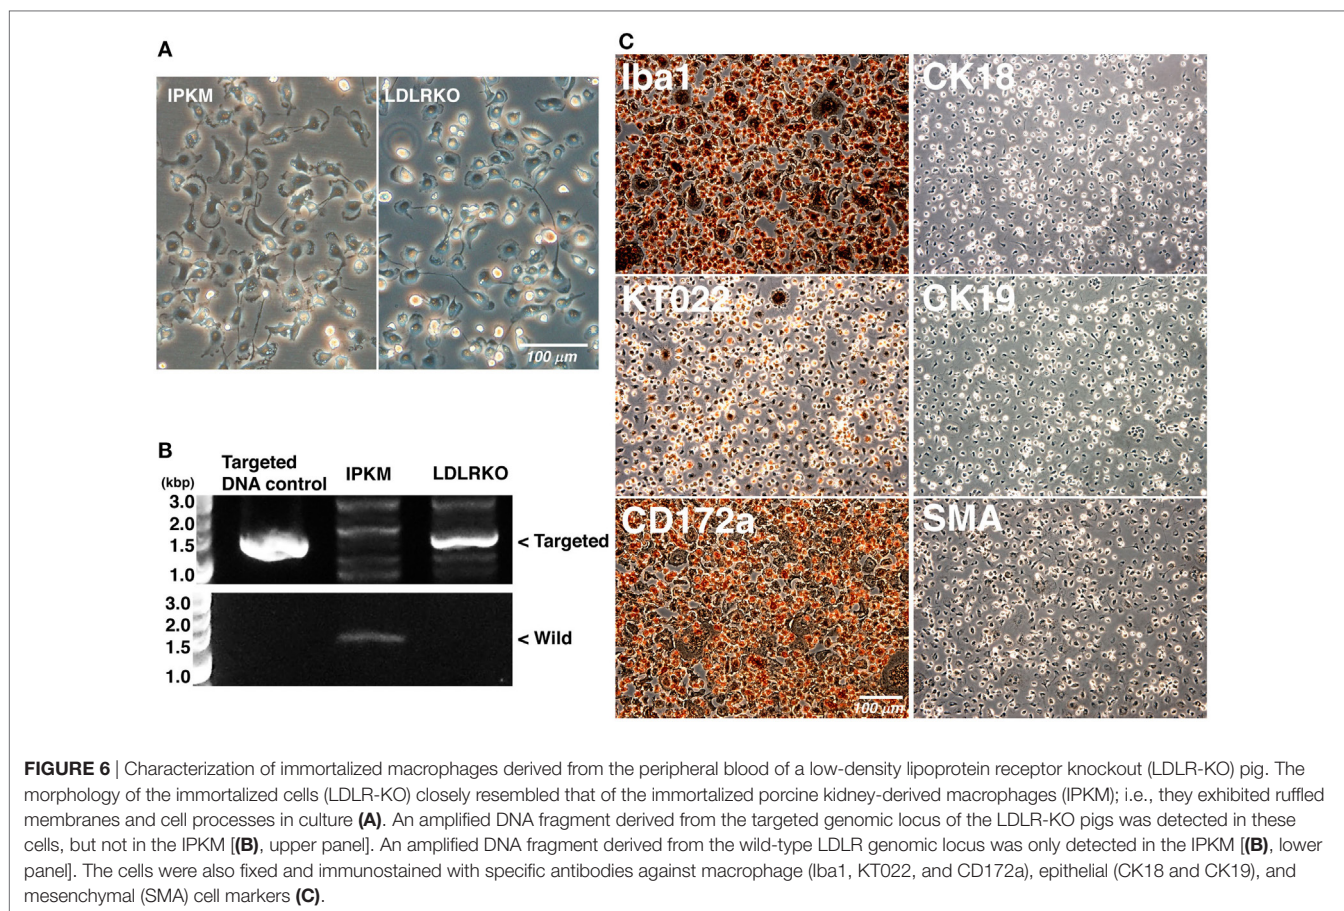 A
IPKM
LDLRKO
100 µm
B
Targeted
DNA control
IPKM
LDLRKO
(kbp)
3.0
2.0
1.5
1.0
< Targeted
3.0
2.0
1.5
1.0
< Wild
C
Iba1
CK18
KT022
CK19
CD172a
SMA
100 µm
FIGURE 6 | Characterization of immortalized macrophages derived from the peripheral blood of a low-density lipoprotein receptor knockout (LDLR-KO) pig. The
morphology of the immortalized cells (LDLR-KO) closely resembled that of the immortalized porcine kidney-derived macrophages (IPKM); i.e., they exhibited ruffled
membranes and cell processes in culture (A). An amplified DNA fragment derived from the targeted genomic locus of the LDLR-KO pigs was detected in these
cells, but not in the IPKM [(B), upper panel]. An amplified DNA fragment derived from the wild-type LDLR genomic locus was only detected in the IPKM [(B), lower
panel]. The cells were also fixed and immunostained with specific antibodies against macrophage (Iba1, KT022, and CD172a), epithelial (CK18 and CK19), and
mesenchymal (SMA) cell markers (C).